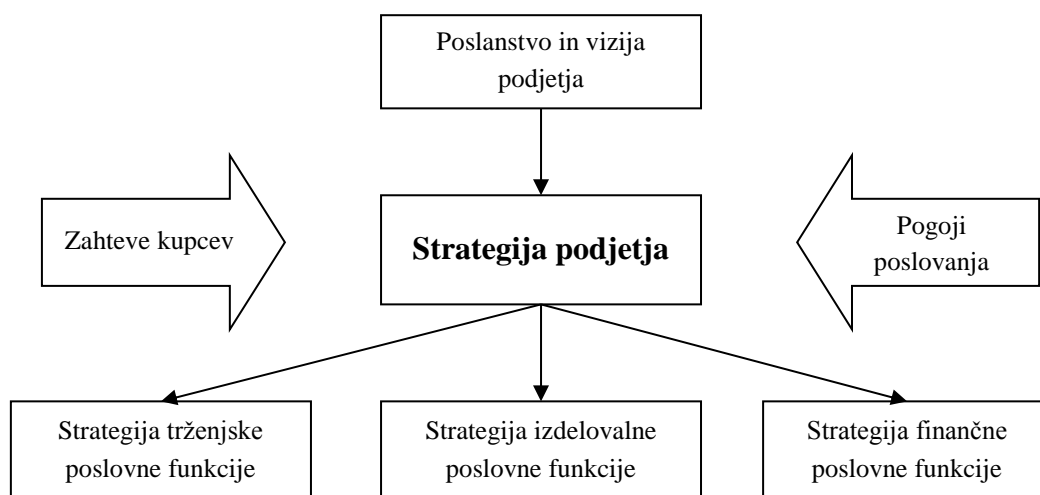 Poslanstvo in vizija
podjetja
Zahteve kupcev
Strategija podjetja
Pogoji
poslovanja
Strategija trženjske
poslovne funkcije
Strategija izdelovalne
poslovne funkcije
Strategija finančne
poslovne funkcije